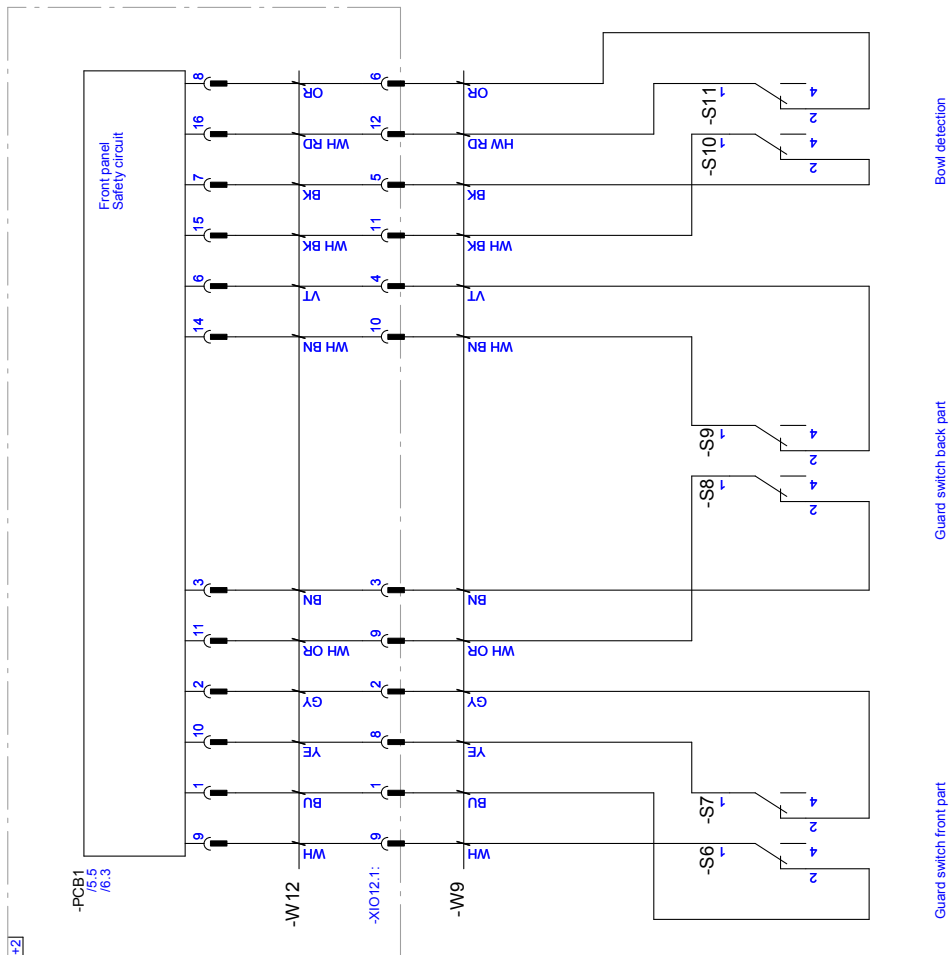 +2
-PCB1
/5.5
/6.3
Front panel
Safety circuit
8
16
7
15
6
14
3
11
2
10
1
9
-W12
OR
WH RD
BK
WH BK
VT
WH BN
BN
WH OR
GY
YE
BU
WH
-XIO12.1:
6
12
5
11
4
10
3
9
2
8
1
9
-W9
OR
HW RD
BK
WH BK
VT
WH BN
BN
WH OR
GY
YE
BU
WH
-S11
1
2
4
-S10
1
2
4
-S9
1
2
4
-S8
1
2
4
-S7
1
2
4
-S6
1
2
4
Bowl detection
Guard switch back part
Guard switch front part